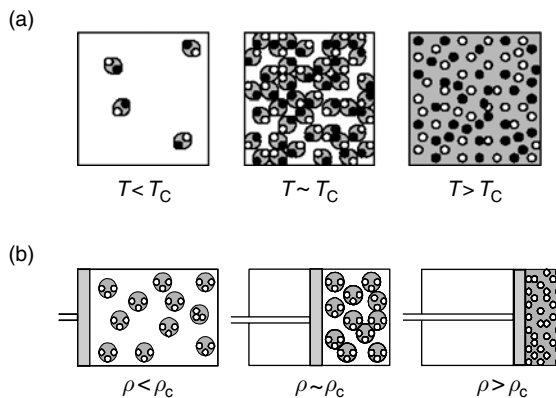 (a)
T < T_C T ~ T_C T > T_C
(b)
ρ < ρ_c ρ ~ ρ_c ρ > ρ_c